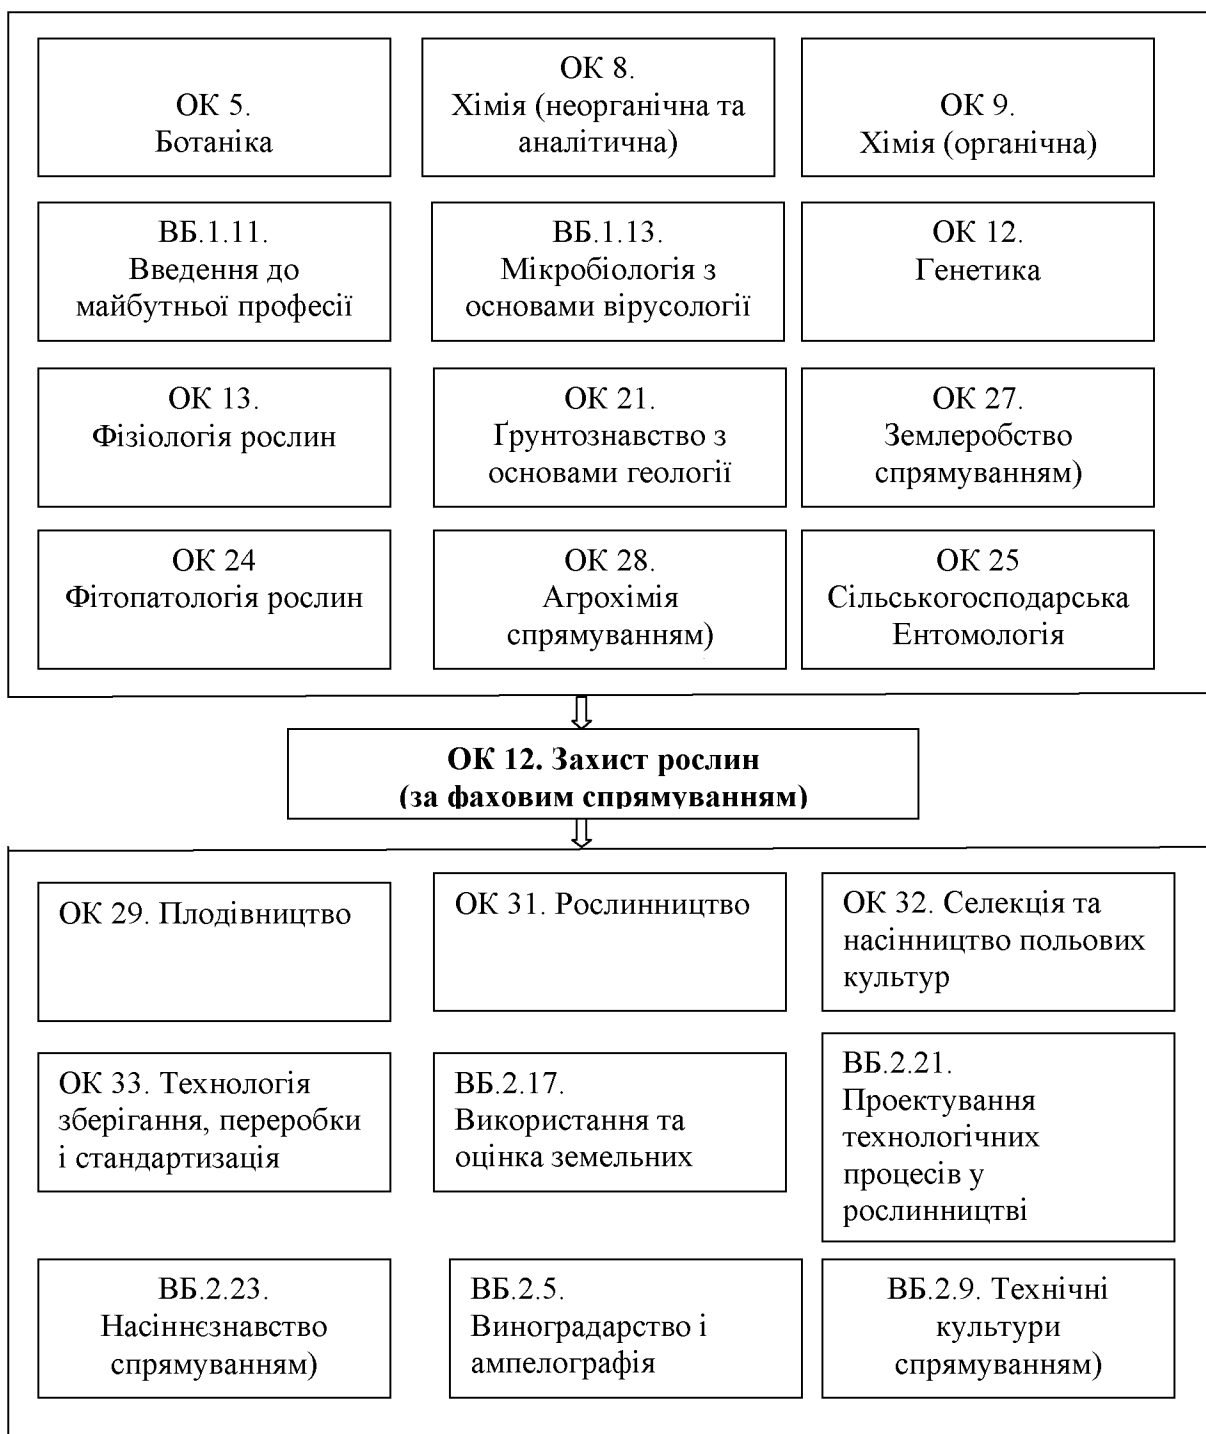 ОК 5.
Ботаніка
ОК 8.
Хімія (неорганічна та
аналітична)
ОК 9.
Хімія (органічна)
ВБ.1.11.
Введення до
майбутньої професії
ВБ.1.13.
Мікробіологія з
основами вірусології
ОК 12.
Генетика
ОК 13.
Фізіологія рослин
ОК 21.
Ґрунтознавство з
основами геології
ОК 27.
Землеробство
спрямуванням)
ОК 24
Фітопатологія рослин
ОК 28.
Агрохімія
спрямуванням)
ОК 25
Сільськогосподарська
Ентомологія
ОК 12. Захист рослин
(за фаховим спрямуванням)
ОК 29. Плодівництво
ОК 31. Рослинництво
ОК 32. Селекція та
насінництво польових
культур
ОК 33. Технологія
зберігання, переробки
і стандартизація
ВБ.2.17.
Використання та
оцінка земельних
ВБ.2.21.
Проектування
технологічних
процесів у
рослинництві
ВБ.2.23.
Насіннєзнавство
спрямуванням)
ВБ.2.5.
Виноградарство і
ампелографія
ВБ.2.9. Технічні
культури
спрямуванням)